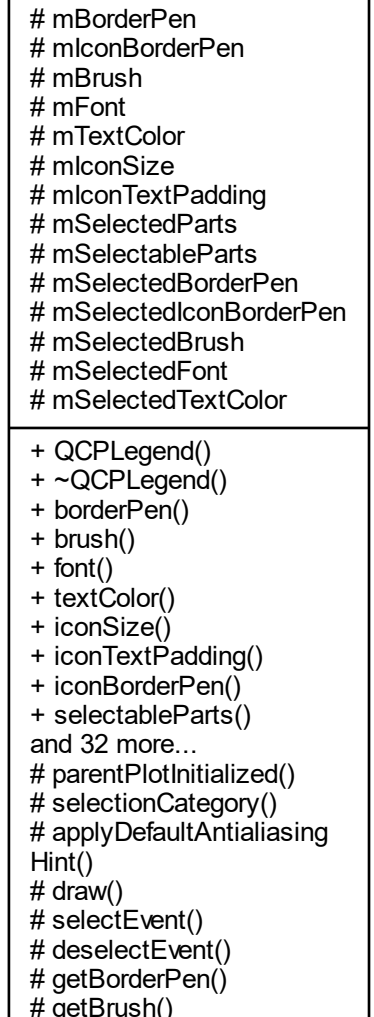 # mBorderPen
# mIconBorderPen
# mBrush
# mFont
# mTextColor
# mIconSize
# mIconTextPadding
# mSelectedParts
# mSelectableParts
# mSelectedBorderPen
# mSelectedIconBorderPen
# mSelectedBrush
# mSelectedFont
# mSelectedTextColor
+ QCPLegend()
+ ~QCPLegend()
+ borderPen()
+ brush()
+ font()
+ textColor()
+ iconSize()
+ iconTextPadding()
+ iconBorderPen()
+ selectableParts()
and 32 more...
# parentPlotInitialized()
# selectionCategory()
# applyDefaultAntialiasing
Hint()
# draw()
# selectEvent()
# deselectEvent()
# getBorderPen()
# getBrush()